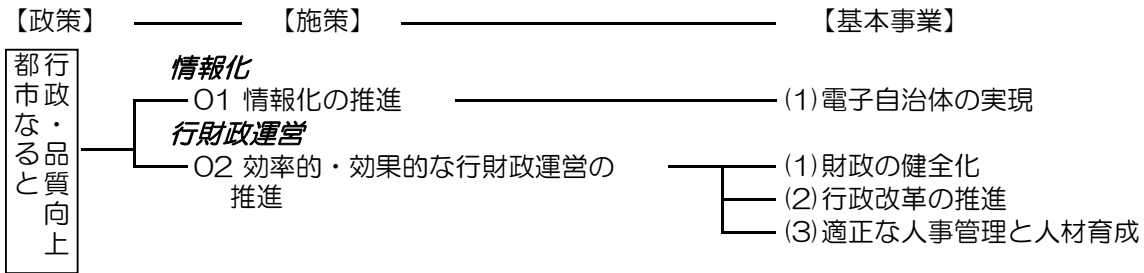 【政策】 【施策】 【基本事業】
行政・品質向上
都市なると
情報化
01 情報化の推進 (1)電子自治体の実現
行財政運営
02 効率的・効果的な行財政運営の (1)財政の健全化
推進 (2)行政改革の推進
(3)適正な人事管理と人材育成